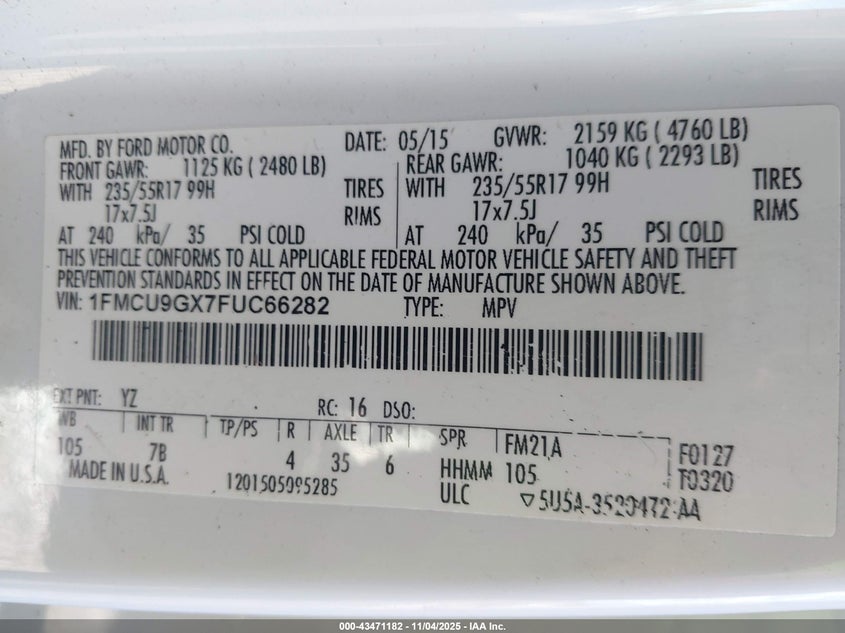 MFD. BY FORD MOTOR CO. DATE: 05/15 GVWR: 2159 KG ( 4760 LB)
FRONT GAWR: 1125 KG ( 2480 LB) REAR GAWR: 1040 KG ( 2293 LB)
WITH 235/55R17 99H TIRES WITH 235/55R17 99H TIRES
17x7.5J RIMS 17x7.5J RIMS
AT 240 kPa/ 35 PSI COLD AT 240 kPa/ 35 PSI COLD
THIS VEHICLE CONFORMS TO ALL APPLICABLE FEDERAL MOTOR VEHICLE SAFETY AND THEFT
PREVENTION STANDARDS IN EFFECT ON THE DATE OF MANUFACTURE SHOWN ABOVE.
VIN: 1FMCU9GX7FUC66282 TYPE: MPV
EXT PNT: YZ RC: 16 DSO:
WB INT TR TP/PS R AXLE TR SPR FM21A F0127
105 7B 4 35 6 HHMM 105 T0320
MADE IN U.S.A. 1201505095285 ULC
000-43471182 - 11/04/2025 - IAA Inc.